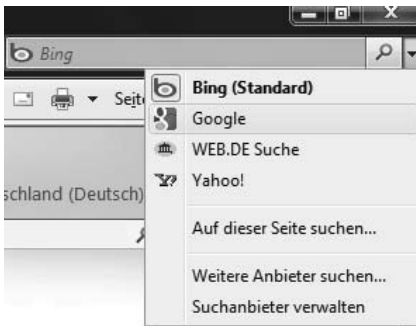 Bing
Bing (Standard)
Google
WEB.DE Suche
Yahoo!
schland (Deutsch)
Auf dieser Seite suchen...
Weitere Anbieter suchen...
Suchanbieter verwalten